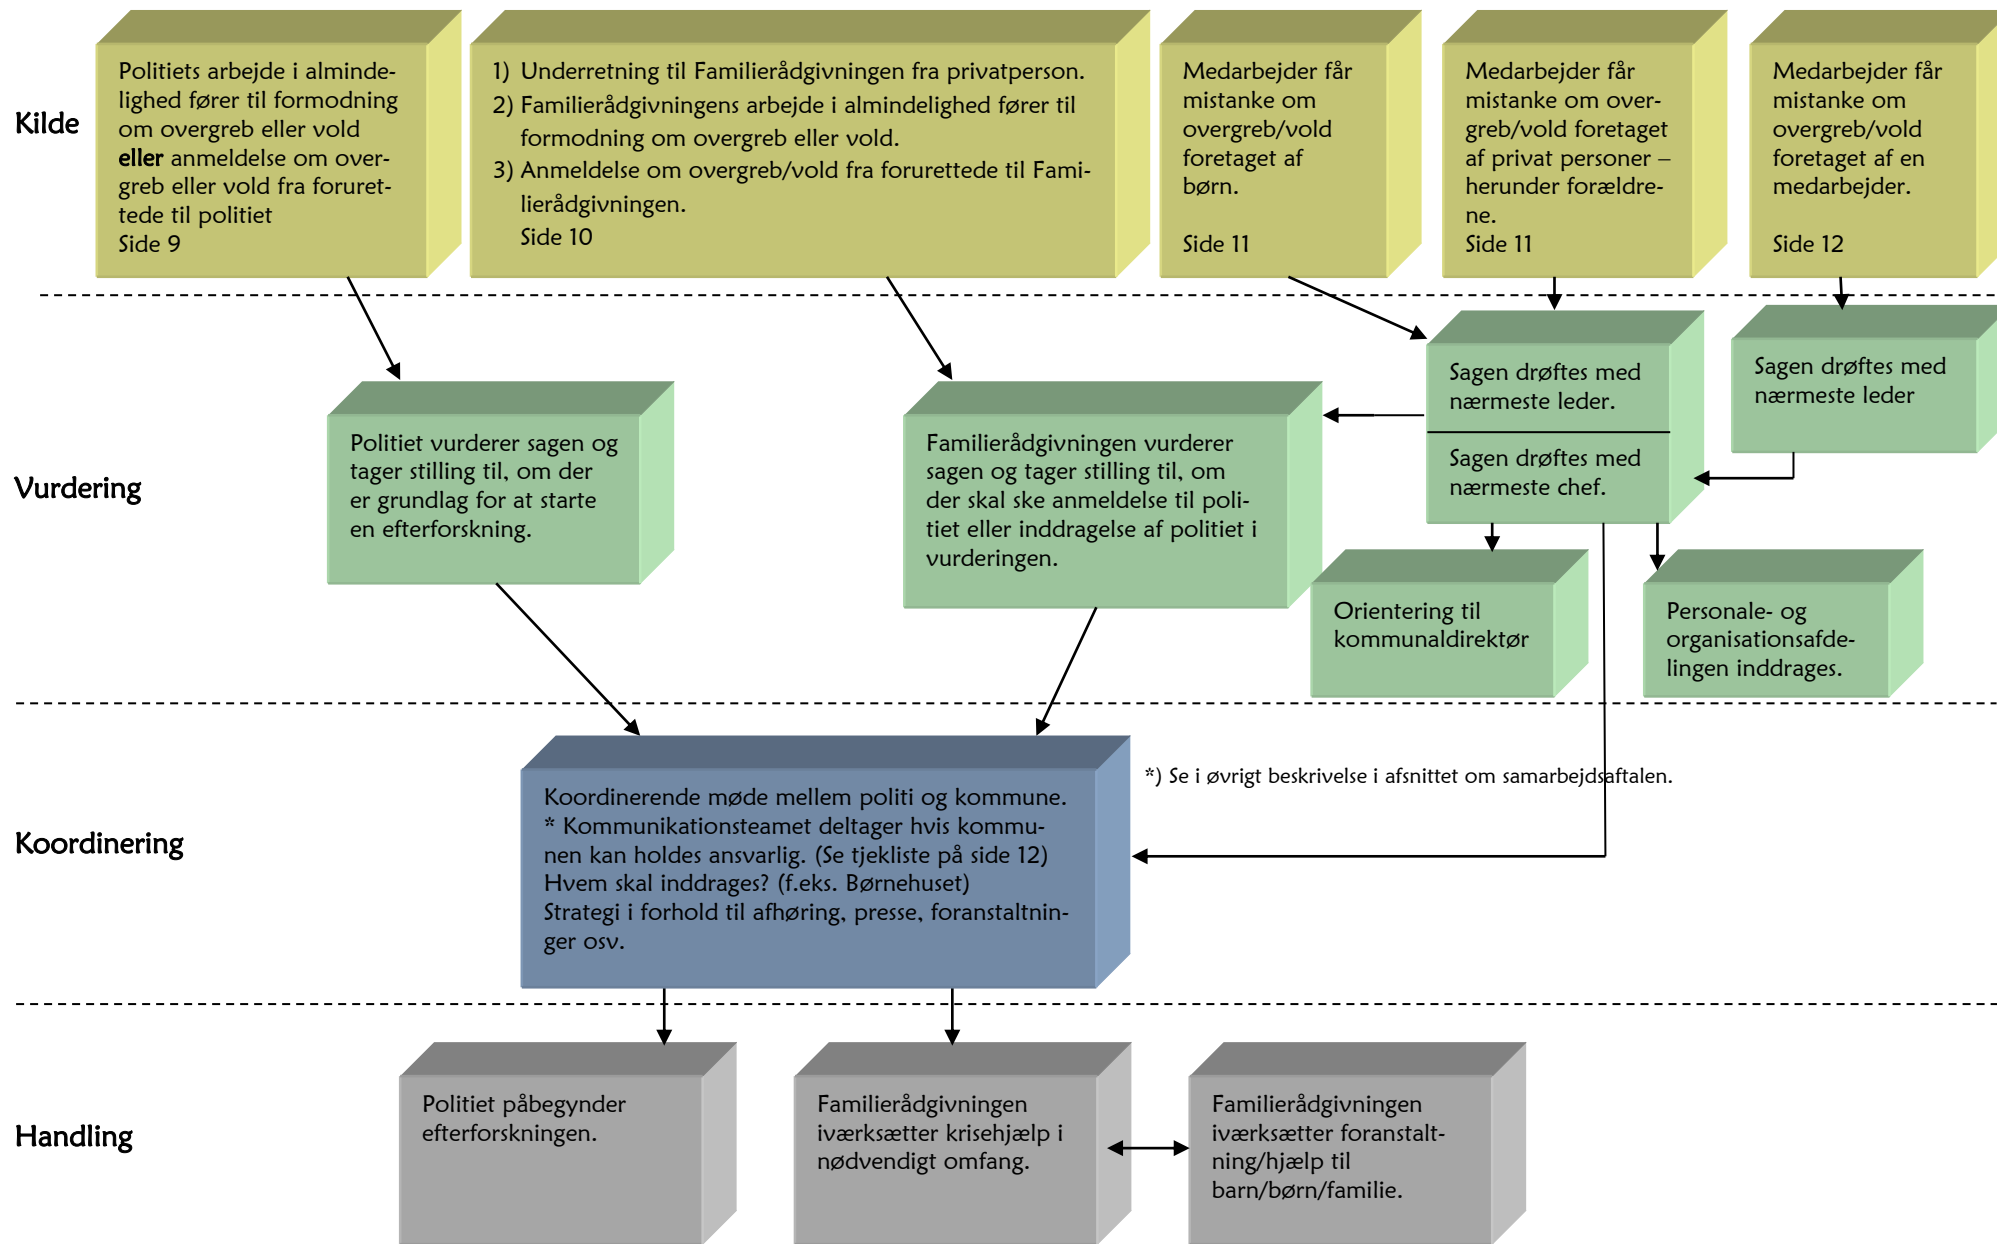 Kilde
Politiets arbejde i alminde-
lighed fører til formodning
om overgreb eller vold
eller anmeldelse om over-
greb eller vold fra foruret-
tede til politiet
Side 9
1) Underretning til Familierådgivningen fra privatperson.
2) Familierådgivningens arbejde i almindelighed fører til
formodning om overgreb eller vold.
3) Anmeldelse om overgreb/vold fra forurettede til Fami-
lierådgivningen.
Side 10
Medarbejder får
mistanke om
overgreb/vold
foretaget af
børn.
Side 11
Medarbejder får
mistanke om over-
greb/vold foretaget
af privat personer –
herunder forældre-
ne.
Side 11
Medarbejder får
mistanke om
overgreb/vold
foretaget af en
medarbejder.
Side 12
Vurdering
Politiet vurderer sagen og
tager stilling til, om der
er grundlag for at starte
en efterforskning.
Familierådgivningen vurderer
sagen og tager stilling til, om
der skal ske anmeldelse til poli-
tiet eller inddragelse af politiet i
vurderingen.
Sagen drøftes med
nærmeste leder.
Sagen drøftes med
nærmeste chef.
Sagen drøftes med
nærmeste leder
Orientering til
kommunaldirektør
Personale- og
organisationsafde-
lingen inddrages.
Koordinering
Koordinerende møde mellem politi og kommune.
* Kommunikationsteamet deltager hvis kommu-
nen kan holdes ansvarlig. (Se tjekliste på side 12)
Hvem skal inddrages? (f.eks. Børnehuset)
Strategi i forhold til afhøring, presse, foranstaltnin-
ger osv.
*) Se i øvrigt beskrivelse i afsnittet om samarbejdsaftalen.
Handling
Politiet påbegynder
efterforskningen.
Familierådgivningen
iværksætter krisehjælp i
nødvendigt omfang.
Familierådgivningen
iværksætter foranstalt-
ning/hjælp til
barn/børn/familie.